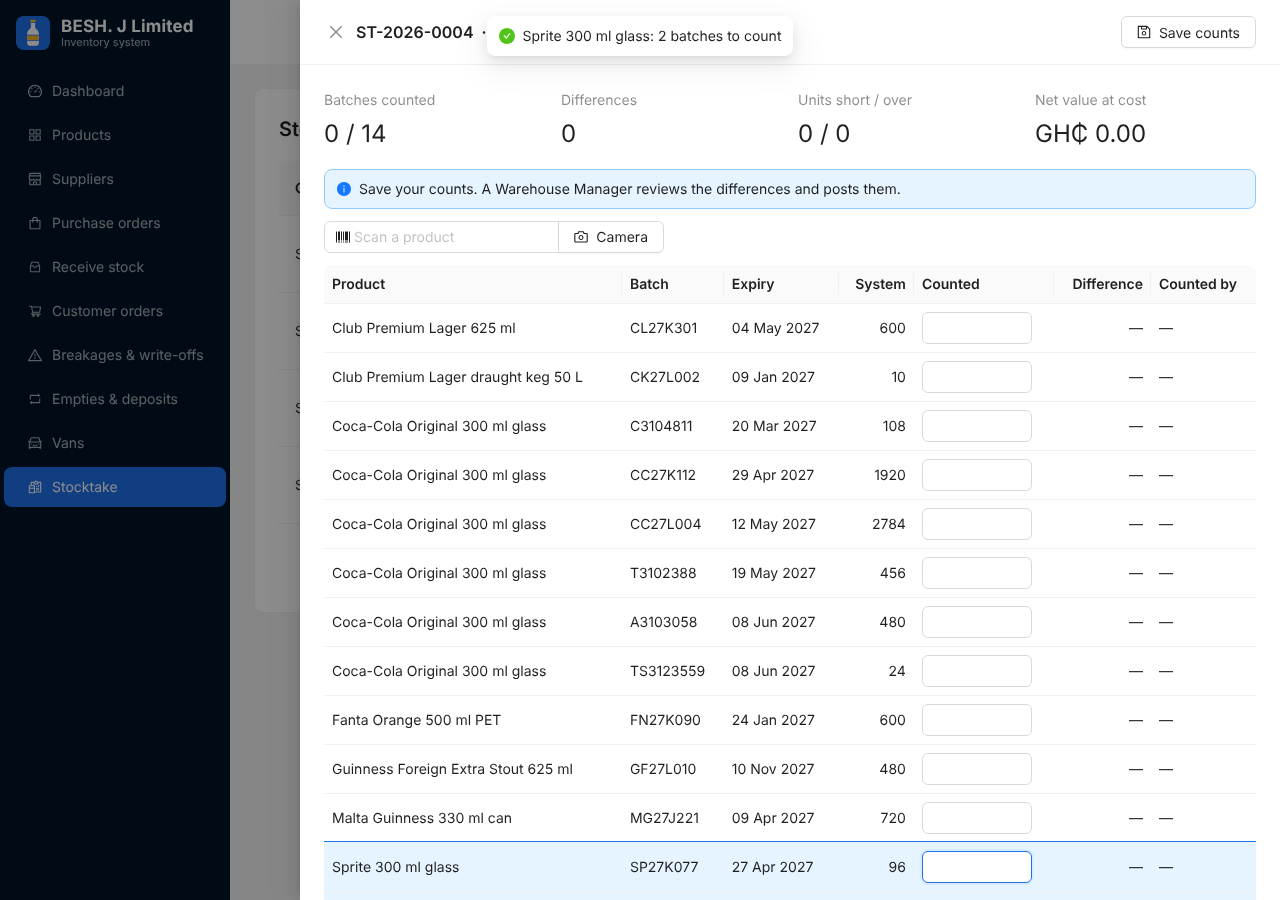 BESH. J Limited
Inventory system
Dashboard
Products
Suppliers
Purchase orders
Receive stock
Customer orders
Breakages & write-offs
Empties & deposits
Vans
Stocktake
ST-2026-0004 ·
Sprite 300 ml glass: 2 batches to count
Save counts
Batches counted Differences Units short / over Net value at cost
0 / 14 0 0 / 0 GH₵ 0.00
Save your counts. A Warehouse Manager reviews the differences and posts them.
Scan a product Camera
Product Batch Expiry System Counted Difference Counted by
Club Premium Lager 625 ml CL27K301 04 May 2027 600 — —
Club Premium Lager draught keg 50 L CK27L002 09 Jan 2027 10 — —
Coca-Cola Original 300 ml glass C3104811 20 Mar 2027 108 — —
Coca-Cola Original 300 ml glass CC27K112 29 Apr 2027 1920 — —
Coca-Cola Original 300 ml glass CC27L004 12 May 2027 2784 — —
Coca-Cola Original 300 ml glass T3102388 19 May 2027 456 — —
Coca-Cola Original 300 ml glass A3103058 08 Jun 2027 480 — —
Coca-Cola Original 300 ml glass TS3123559 08 Jun 2027 24 — —
Fanta Orange 500 ml PET FN27K090 24 Jan 2027 600 — —
Guinness Foreign Extra Stout 625 ml GF27L010 10 Nov 2027 480 — —
Malta Guinness 330 ml can MG27J221 09 Apr 2027 720 — —
Sprite 300 ml glass SP27K077 27 Apr 2027 96 — —